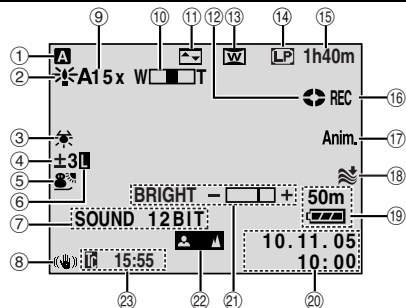 ⑨ ⑩ ⑪ ⑫ ⑬ ⑭ ⑮
① A W LP 1h40m
② A15x W T
REC ⑯
③ Anim. ⑰
④ ±3 L
⑤ ⑱
⑥ BRIGHT − + 50m
⑦ SOUND 12BIT ⑲
10.11.05
⑧ TC 15:55 10:00
㉓ ㉒ ㉑ ⑳